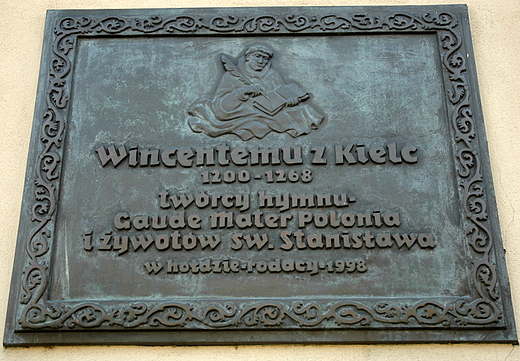 Wincentemu z Kielc
1200-1268
twórcy hymnu-
Gaude Mater Polonia
i żywotów św. Stanisława
w hołdzie-rodacy-1998